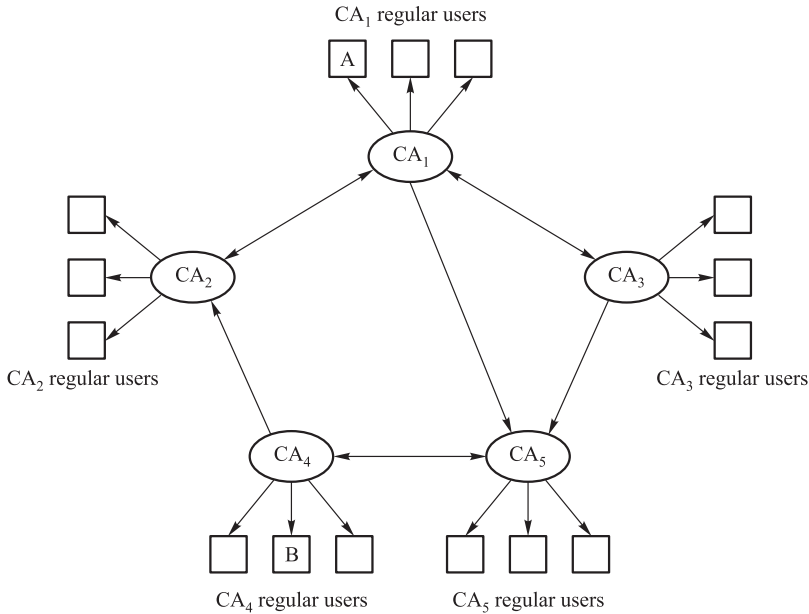 CA₁ regular users
A
CA₁
CA₂
CA₃
CA₂ regular users
CA₃ regular users
CA₄
CA₅
B
CA₄ regular users
CA₅ regular users